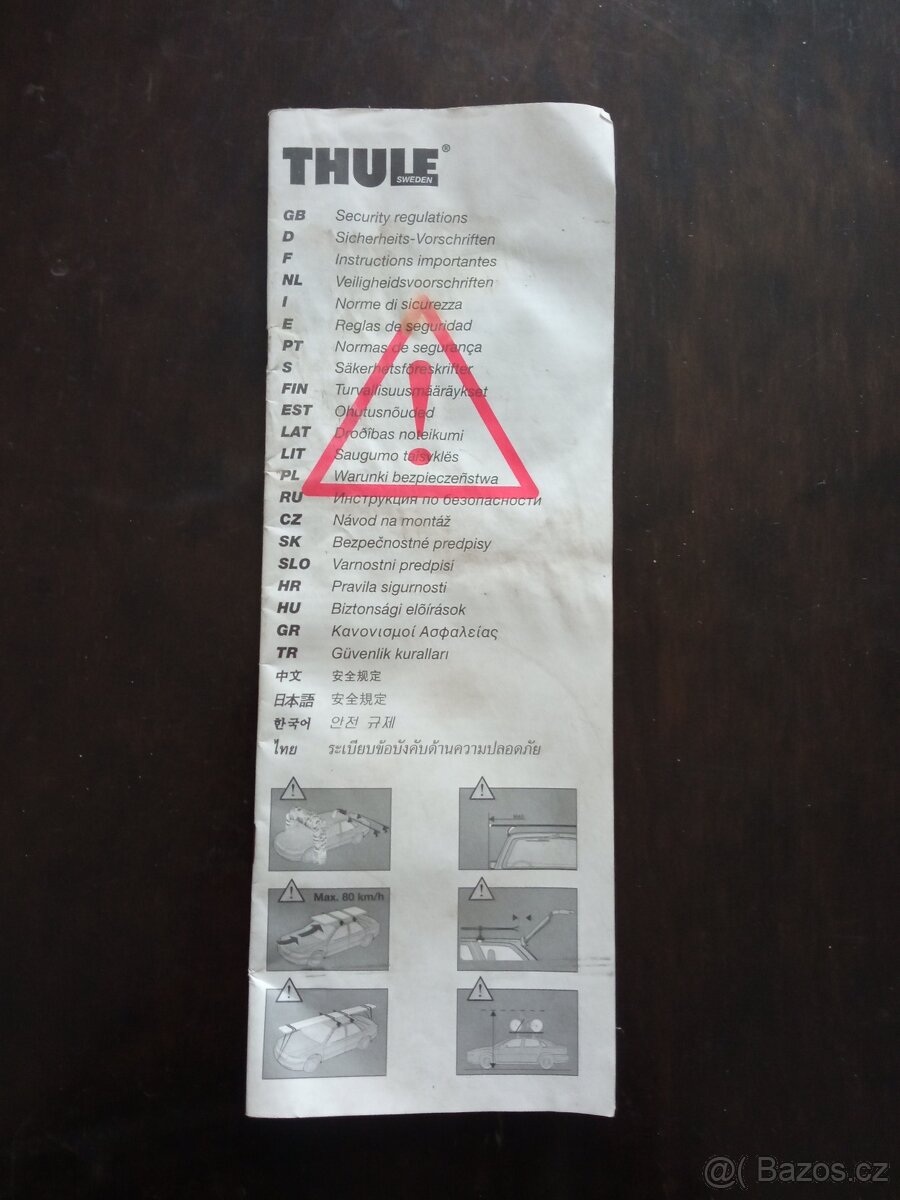 THULE®
SWEDEN
GB Security regulations
D Sicherheits-Vorschriften
F Instructions importantes
NL Veiligheidsvoorschriften
I Norme di sicurezza
E Reglas de seguridad
PT Normas de segurança
S Säkerhetsföreskrifter
FIN Turvallisuusmääräykset
EST Ohutusnõuded
LAT Droðîbas noteikumi
LIT Saugumo taisyklës
PL Warunki bezpieczeñstwa
RU Инструкция по безопасности
CZ Návod na montáž
SK Bezpečnostné predpisy
SLO Varnostni predpisi
HR Pravila sigurnosti
HU Biztonsági elõírások
GR Κανονισμοί Ασφαλείας
TR Güvenlik kuralları
中文 安全规定
日本語 安全規定
한국어 안전 규제
ไทย ระเบียบข้อบังคับด้านความปลอดภัย
MAX.
Max. 80 km/h
@( Bazos.cz